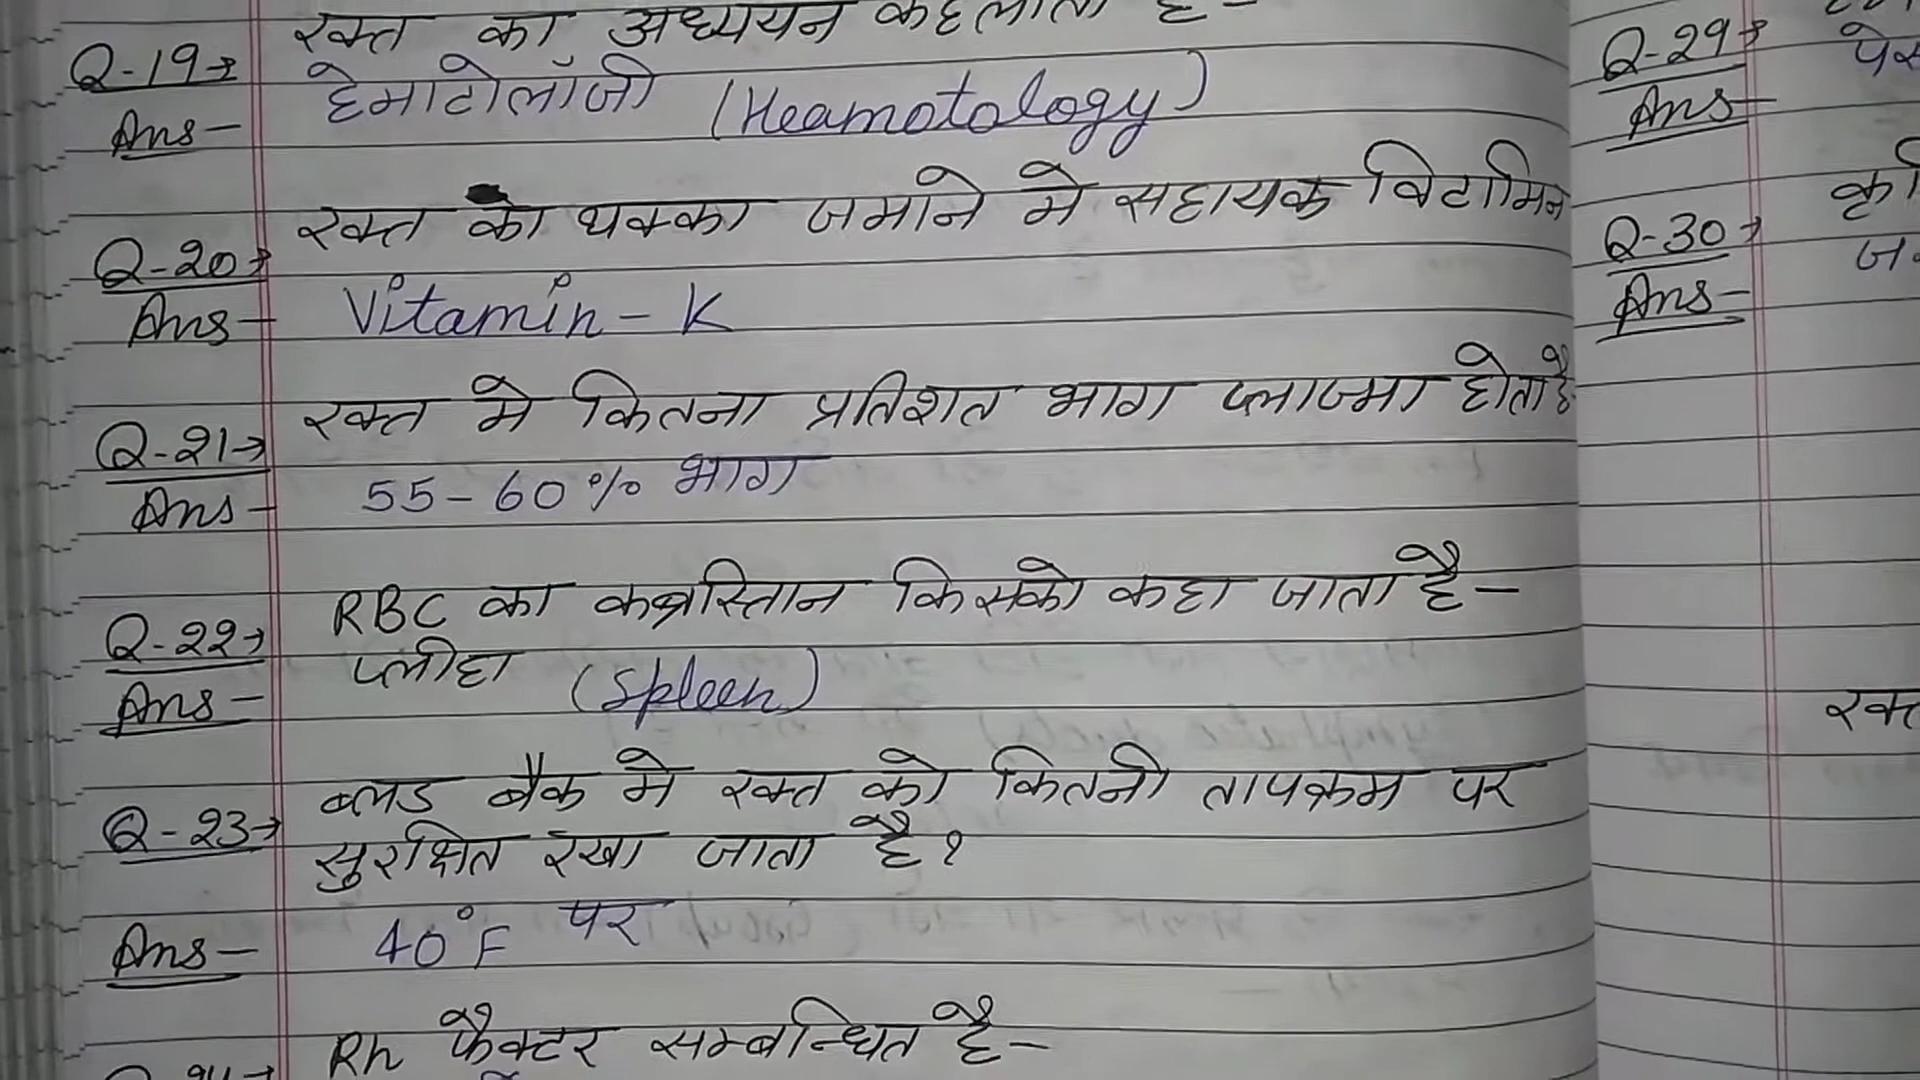 Q-19→ रक्त का अध्ययन कहलाता है-
Ans- हेमाटोलॉजी (Heamotology)
Q-20→ रक्त को थक्का जमाने मे सहायक विटामिन
Ans- Vitamin-K
Q-21→ रक्त मे कितना प्रतिशत भाग प्लाज्मा होता है-
Ans- 55-60% भाग
Q-22→ RBC का कब्रस्तिान किसको कहा जाता है-
Ans- प्लीहा (Spleen)
Q-23→ ब्लड बैंक मे रक्त को कितनी तापक्रम पर
सुरक्षित रखा जाता है?
Ans- 40°F पर
Rh फैक्टर सम्बन्धित है-
Q-29→
Ans-
Q-30→
Ans-